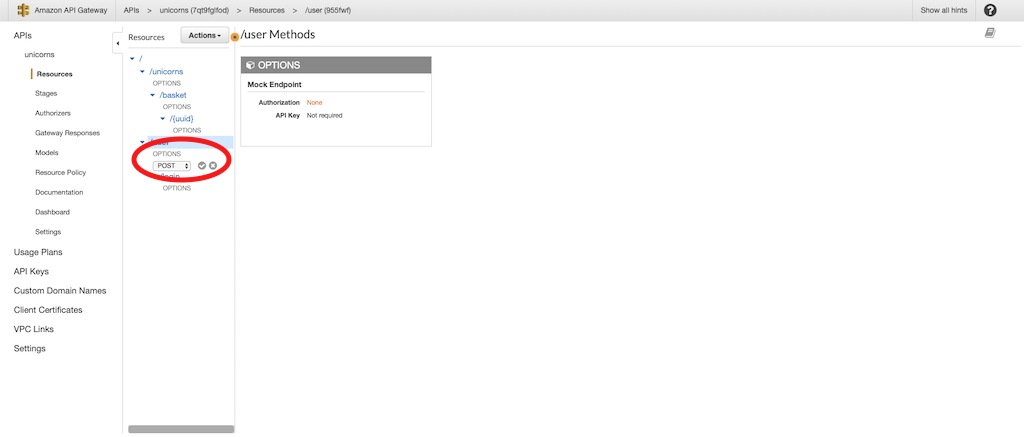 Amazon API Gateway APIs > unicorns (7qt9fglfod) > Resources > /user (955fwf) Show all hints ?
APIs
unicorns
Resources
Stages
Authorizers
Gateway Responses
Models
Resource Policy
Documentation
Dashboard
Settings
Usage Plans
API Keys
Custom Domain Names
Client Certificates
VPC Links
Settings
Resources Actions
/
/unicorns
OPTIONS
/basket
OPTIONS
/{uuid}
OPTIONS
OPTIONS
POST
/login
OPTIONS
/user Methods
OPTIONS
Mock Endpoint
Authorization None
API Key Not required